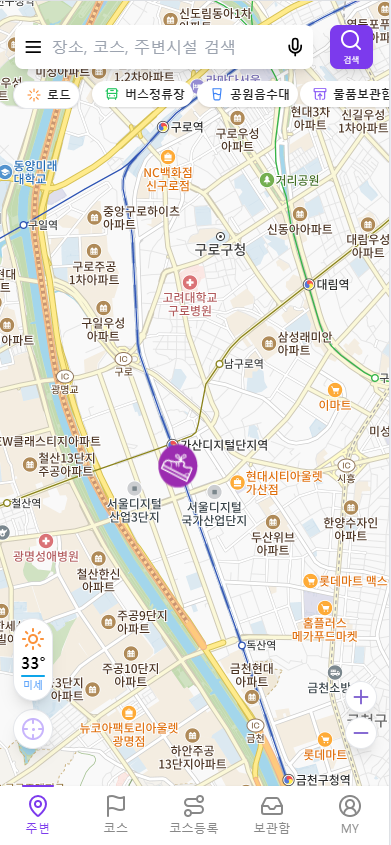 신도림동아1차
아파트
장소, 코스, 주변시설 검색
검색
1.2차아파트
로드
버스정류장
공원음수대
물품보관함
구로역
현대3차
아파트
신구로우성
1차아파트
동양미래
대학교
NC백화점
신구로점
구로우성
아파트
거리공원
구일역
중앙구로하이츠
아파트
신동아아파트
대림우성
아파트
구로구청
구로주공
1차아파트
고려대학교
구로병원
대림역
구일우성
아파트
IC
구로
삼성래미안
아파트
남구로역
IC
광명교
이마트
EW클래스티지아파트
가산디지털단지역
철산13단지
주공아파트
현대시티아울렛
가산점
IC
시흥
철산역
서울디지털
산업3단지
서울디지털
국가산업단지
한양수자인
아파트
광명성애병원
두산위브
아파트
철산한신
아파트
롯데마트 맥스
주공9단지
아파트
홈플러스
메가푸드마켓
33°
미세
주공10단지
아파트
독산역
금천현대
아파트
금천소방
뉴코아팩토리아울렛
광명점
IC
금천
하안주공
13단지아파트
롯데마트
금천구청역
주변
코스
코스등록
보관함
MY